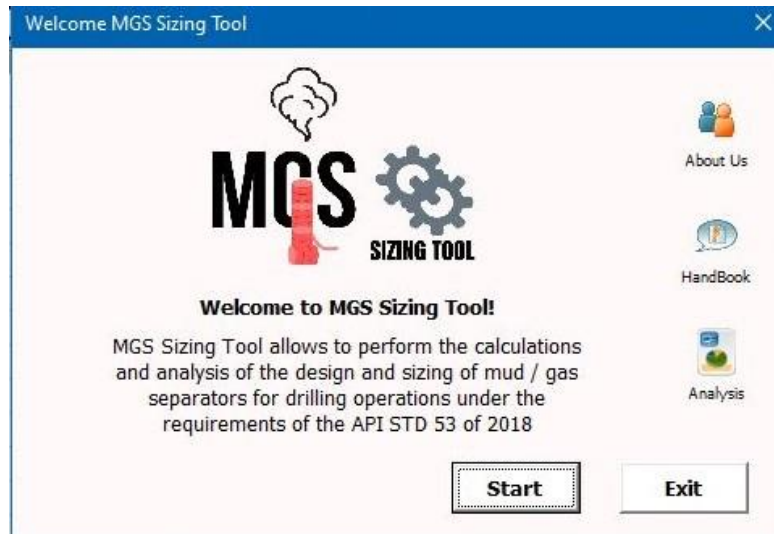 Welcome MGS Sizing Tool
MGS
SIZING TOOL
About Us
HandBook
Welcome to MGS Sizing Tool!
MGS Sizing Tool allows to perform the calculations
and analysis of the design and sizing of mud / gas
separators for drilling operations under the
requirements of the API STD 53 of 2018
Analysis
Start
Exit